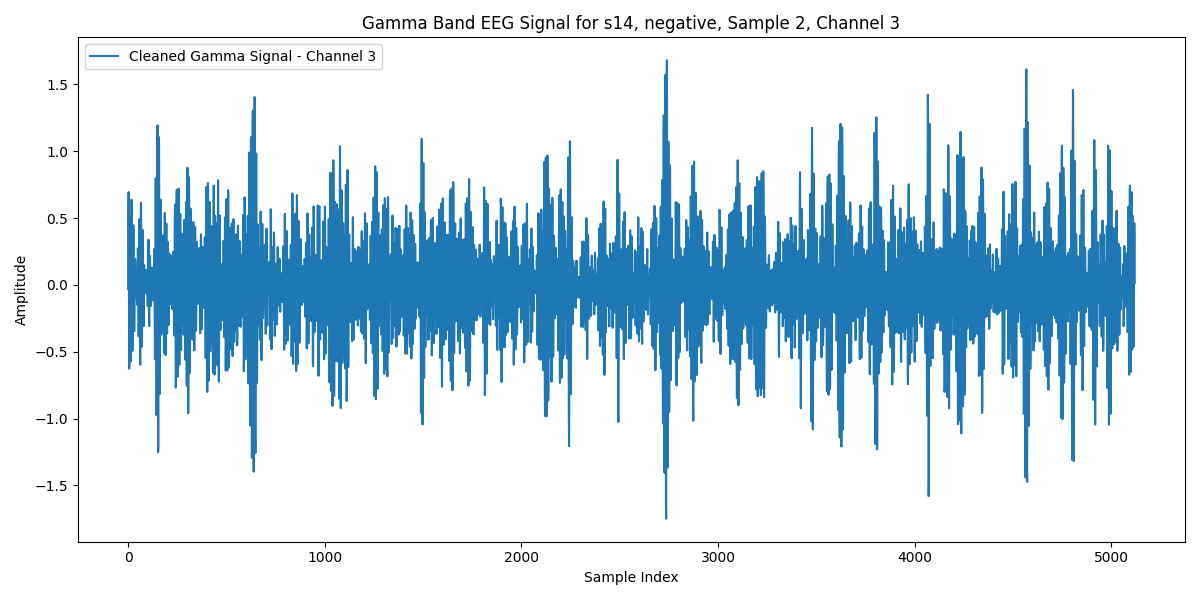 Gamma Band EEG Signal for s14, negative, Sample 2, Channel 3
Cleaned Gamma Signal - Channel 3
Amplitude
1.5
1.0
0.5
0.0
−0.5
−1.0
−1.5
0 1000 2000 3000 4000 5000
Sample Index